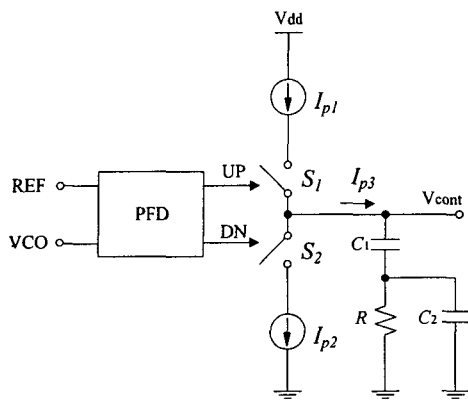 Vdd
Ip1
REF
UP
S1
Ip3
Vcont
PFD
C1
VCO
DN
S2
R
C2
Ip2